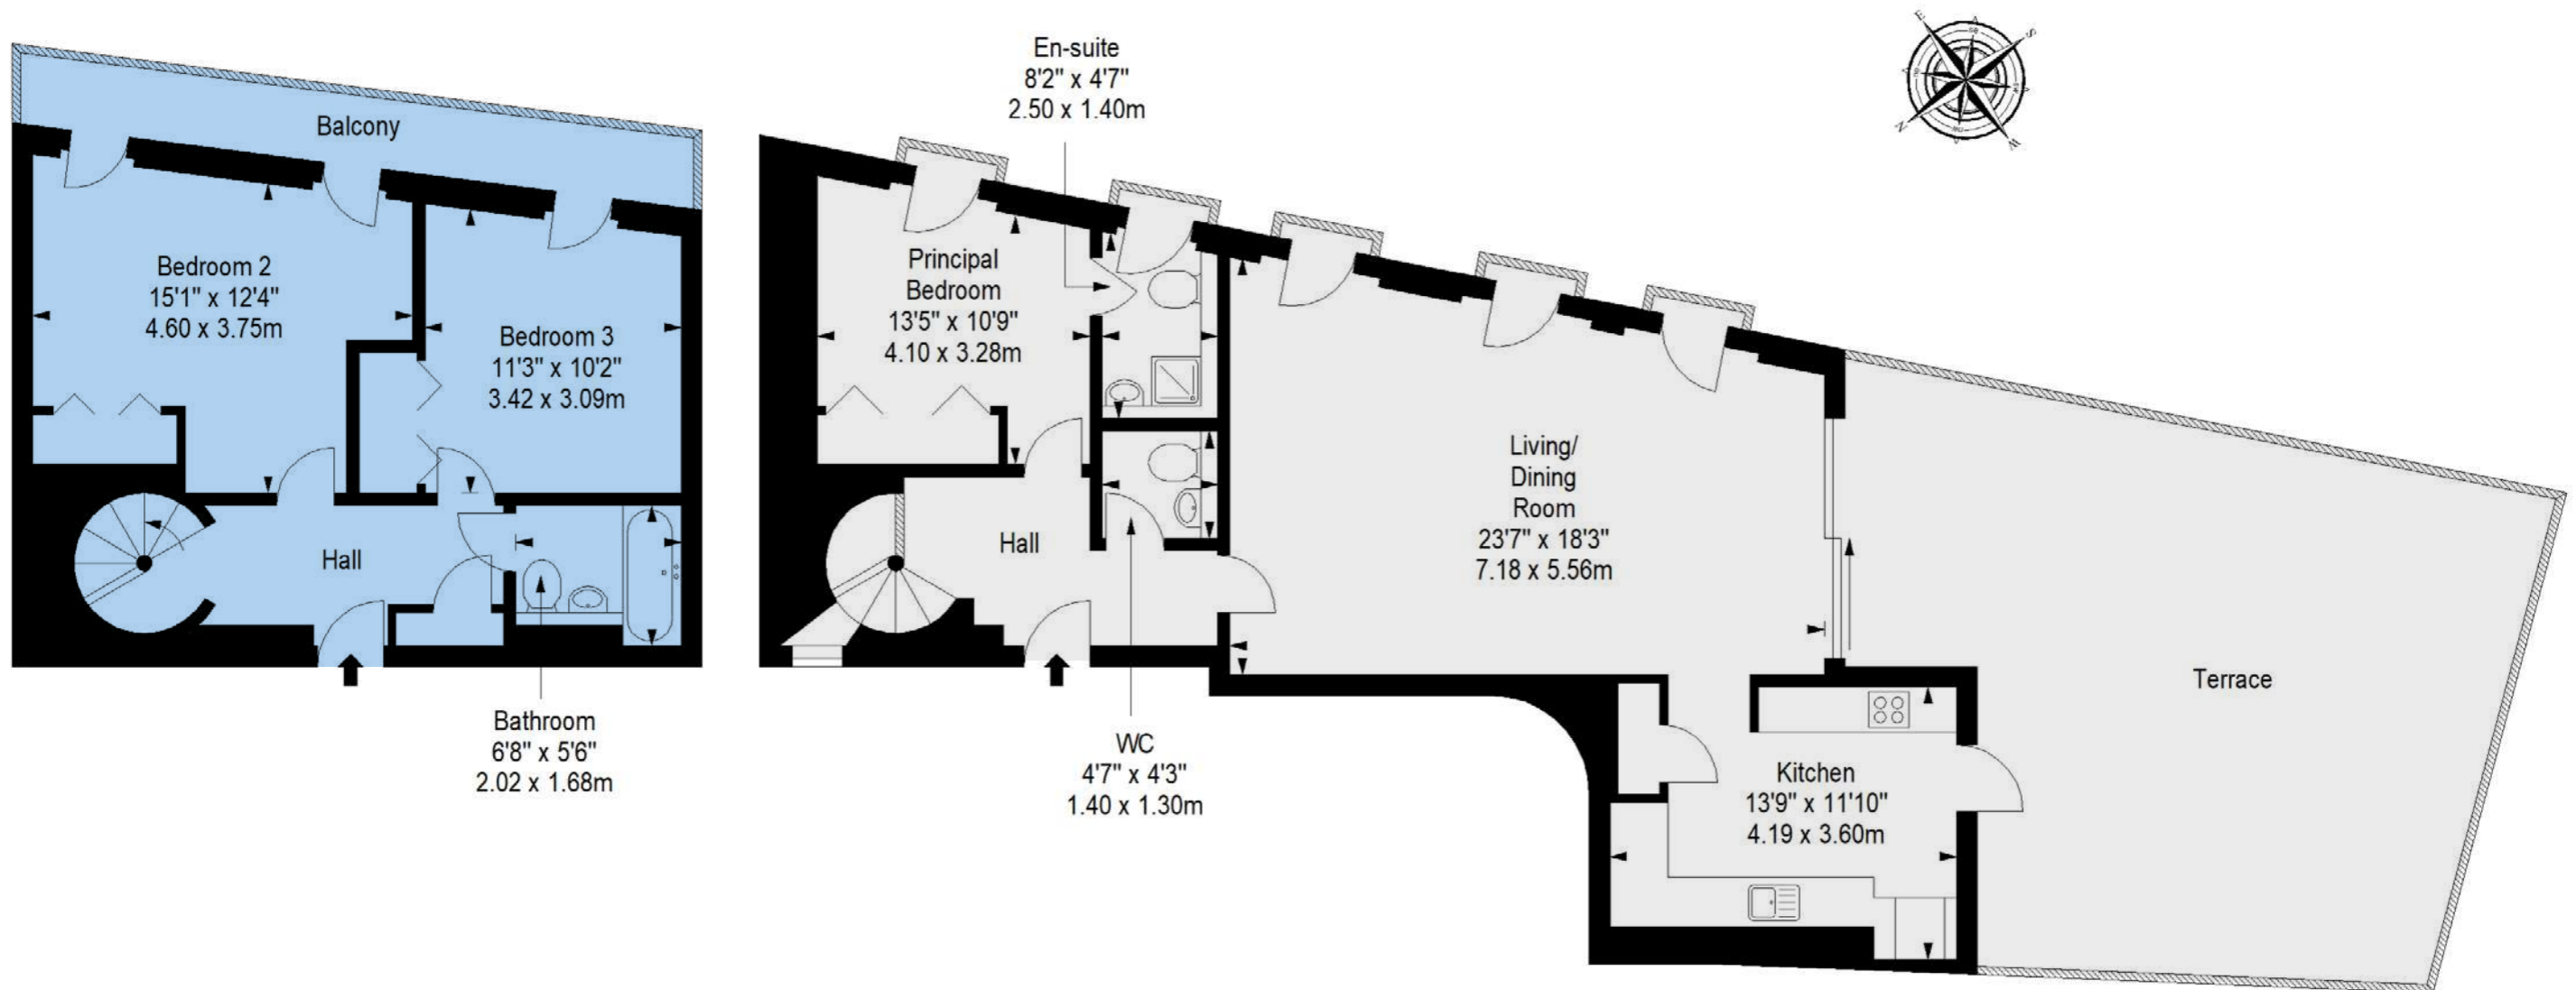 Balcony
Bedroom 2
15'1" x 12'4"
4.60 x 3.75m
Bedroom 3
11'3" x 10'2"
3.42 x 3.09m
Hall
Bathroom
6'8" x 5'6"
2.02 x 1.68m
En-suite
8'2" x 4'7"
2.50 x 1.40m
Principal
Bedroom
13'5" x 10'9"
4.10 x 3.28m
Hall
WC
4'7" x 4'3"
1.40 x 1.30m
Living/
Dining
Room
23'7" x 18'3"
7.18 x 5.56m
Kitchen
13'9" x 11'10"
4.19 x 3.60m
Terrace
E
S
N
W